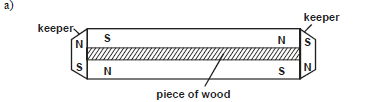 a)
keeper
keeper
N S N S
S N S N
piece of wood